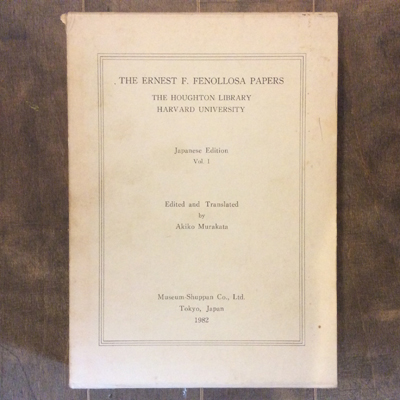 THE ERNEST F. FENOLLOSA PAPERS
THE HOUGHTON LIBRARY
HARVARD UNIVERSITY
Japanese Edition
Vol. 1
Edited and Translated
by
Akiko Murakata
Museum-Shuppan Co., Ltd.
Tokyo, Japan
1982